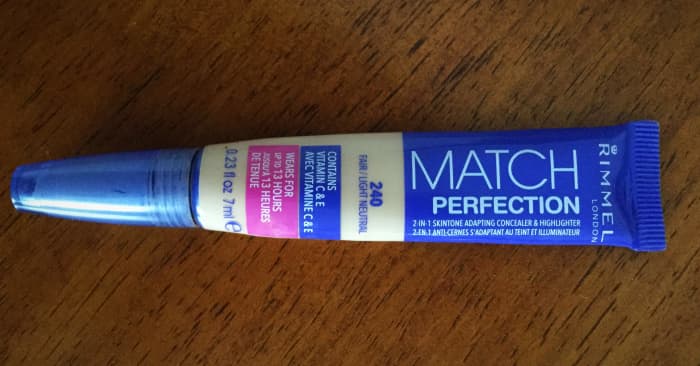 MATCH
PERFECTION
2-IN-1 SKINTONE ADAPTING CONCEALER & HIGHLIGHTER
2-EN-1 ANTI-CERNES S'ADAPTANT AU TEINT ET ILLUMINATEUR
RIMMEL
LONDON
240
FAIR / LIGHT NEUTRAL
CONTAINS
VITAMIN C & E
AVEC VITAMINE C & E
WEARS FOR
UP TO 13 HOURS
JUSQU'À 13 HEURES
DE TENUE
0.23 fl oz 7ml ℮